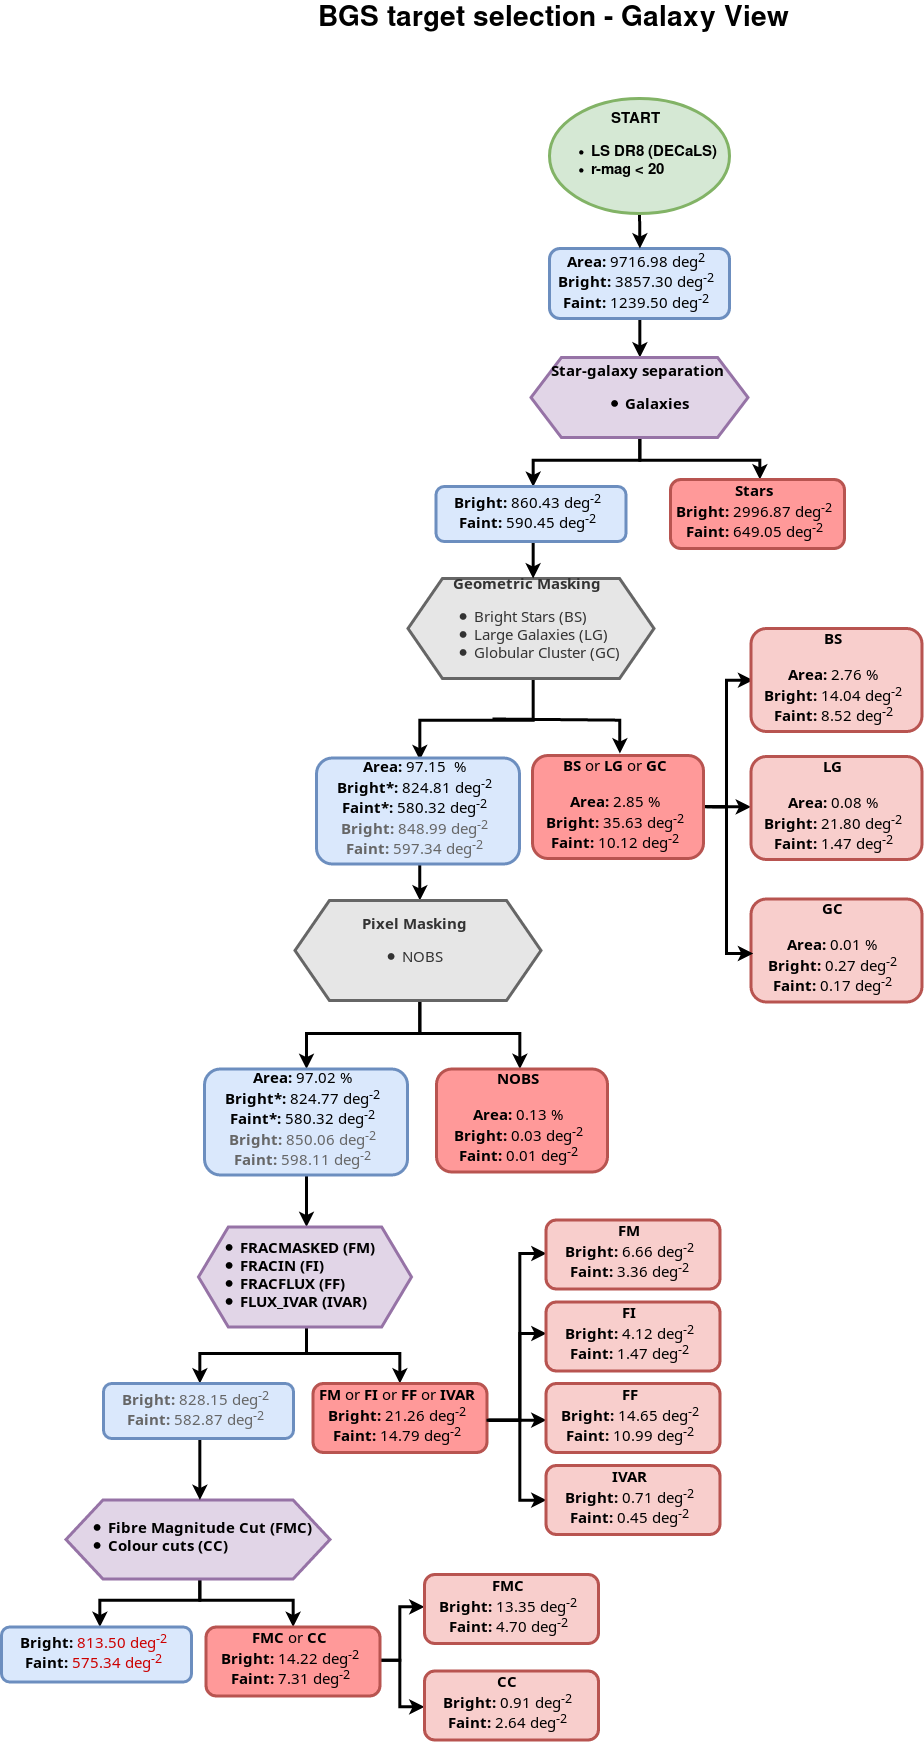 BGS target selection - Galaxy View
START
• LS DR8 (DECaLS)
• r-mag < 20
Area: 9716.98 deg²
Bright: 3857.30 deg⁻²
Faint: 1239.50 deg⁻²
Star-galaxy separation
• Galaxies
Bright: 860.43 deg⁻²
Faint: 590.45 deg⁻²
Stars
Bright: 2996.87 deg⁻²
Faint: 649.05 deg⁻²
Geometric Masking
• Bright Stars (BS)
• Large Galaxies (LG)
• Globular Cluster (GC)
BS
Area: 2.76 %
Bright: 14.04 deg⁻²
Faint: 8.52 deg⁻²
Area: 97.15 %
Bright*: 824.81 deg⁻²
Faint*: 580.32 deg⁻²
Bright: 848.99 deg⁻²
Faint: 597.34 deg⁻²
BS or LG or GC
Area: 2.85 %
Bright: 35.63 deg⁻²
Faint: 10.12 deg⁻²
LG
Area: 0.08 %
Bright: 21.80 deg⁻²
Faint: 1.47 deg⁻²
GC
Area: 0.01 %
Bright: 0.27 deg⁻²
Faint: 0.17 deg⁻²
Pixel Masking
• NOBS
Area: 97.02 %
Bright*: 824.77 deg⁻²
Faint*: 580.32 deg⁻²
Bright: 850.06 deg⁻²
Faint: 598.11 deg⁻²
NOBS
Area: 0.13 %
Bright: 0.03 deg⁻²
Faint: 0.01 deg⁻²
• FRACMASKED (FM)
• FRACIN (FI)
• FRACFLUX (FF)
• FLUX_IVAR (IVAR)
FM
Bright: 6.66 deg⁻²
Faint: 3.36 deg⁻²
FI
Bright: 4.12 deg⁻²
Faint: 1.47 deg⁻²
Bright: 828.15 deg⁻²
Faint: 582.87 deg⁻²
FM or FI or FF or IVAR
Bright: 21.26 deg⁻²
Faint: 14.79 deg⁻²
FF
Bright: 14.65 deg⁻²
Faint: 10.99 deg⁻²
IVAR
Bright: 0.71 deg⁻²
Faint: 0.45 deg⁻²
• Fibre Magnitude Cut (FMC)
• Colour cuts (CC)
FMC
Bright: 13.35 deg⁻²
Faint: 4.70 deg⁻²
Bright: 813.50 deg⁻²
Faint: 575.34 deg⁻²
FMC or CC
Bright: 14.22 deg⁻²
Faint: 7.31 deg⁻²
CC
Bright: 0.91 deg⁻²
Faint: 2.64 deg⁻²